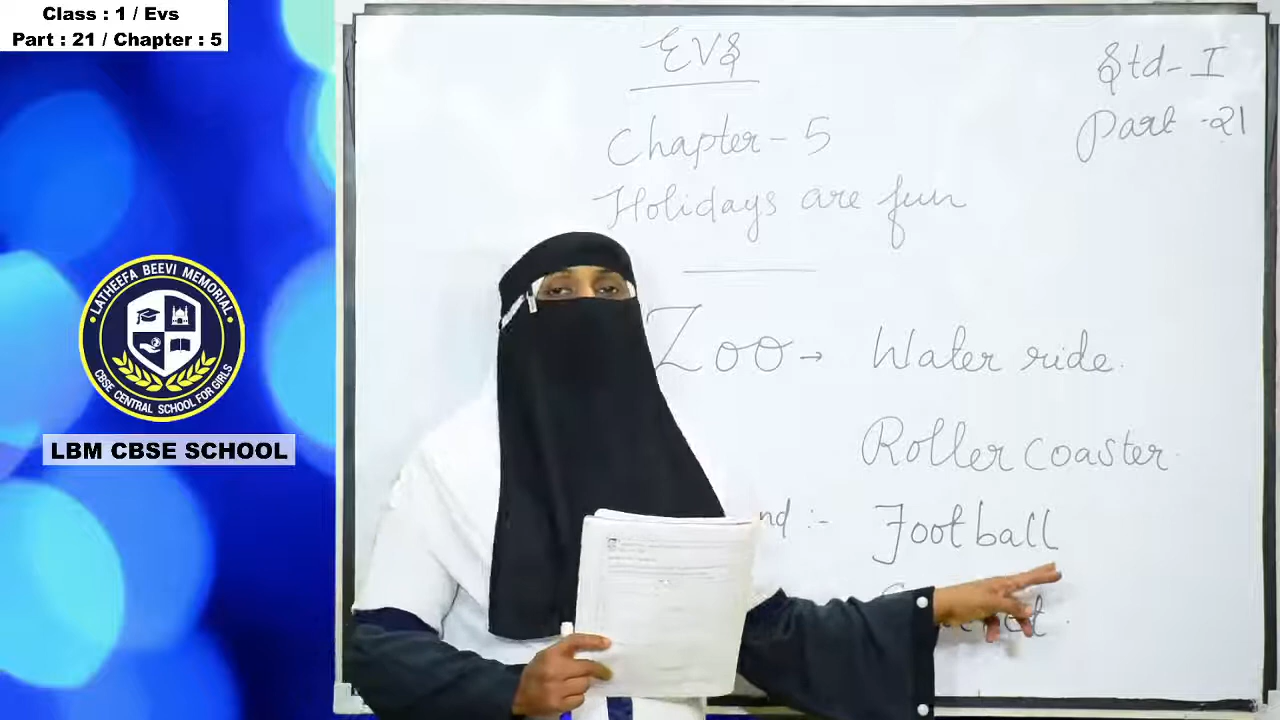 Class : 1 / Evs
Part : 21 / Chapter : 5
EVS
Std- I
Part -21
Chapter - 5
Holidays are fun
Zoo → Water ride.
Roller coaster.
nd :- Football
LATHEEFA BEEVI MEMORIAL
CBSE CENTRAL SCHOOL FOR GIRLS
LBM CBSE SCHOOL